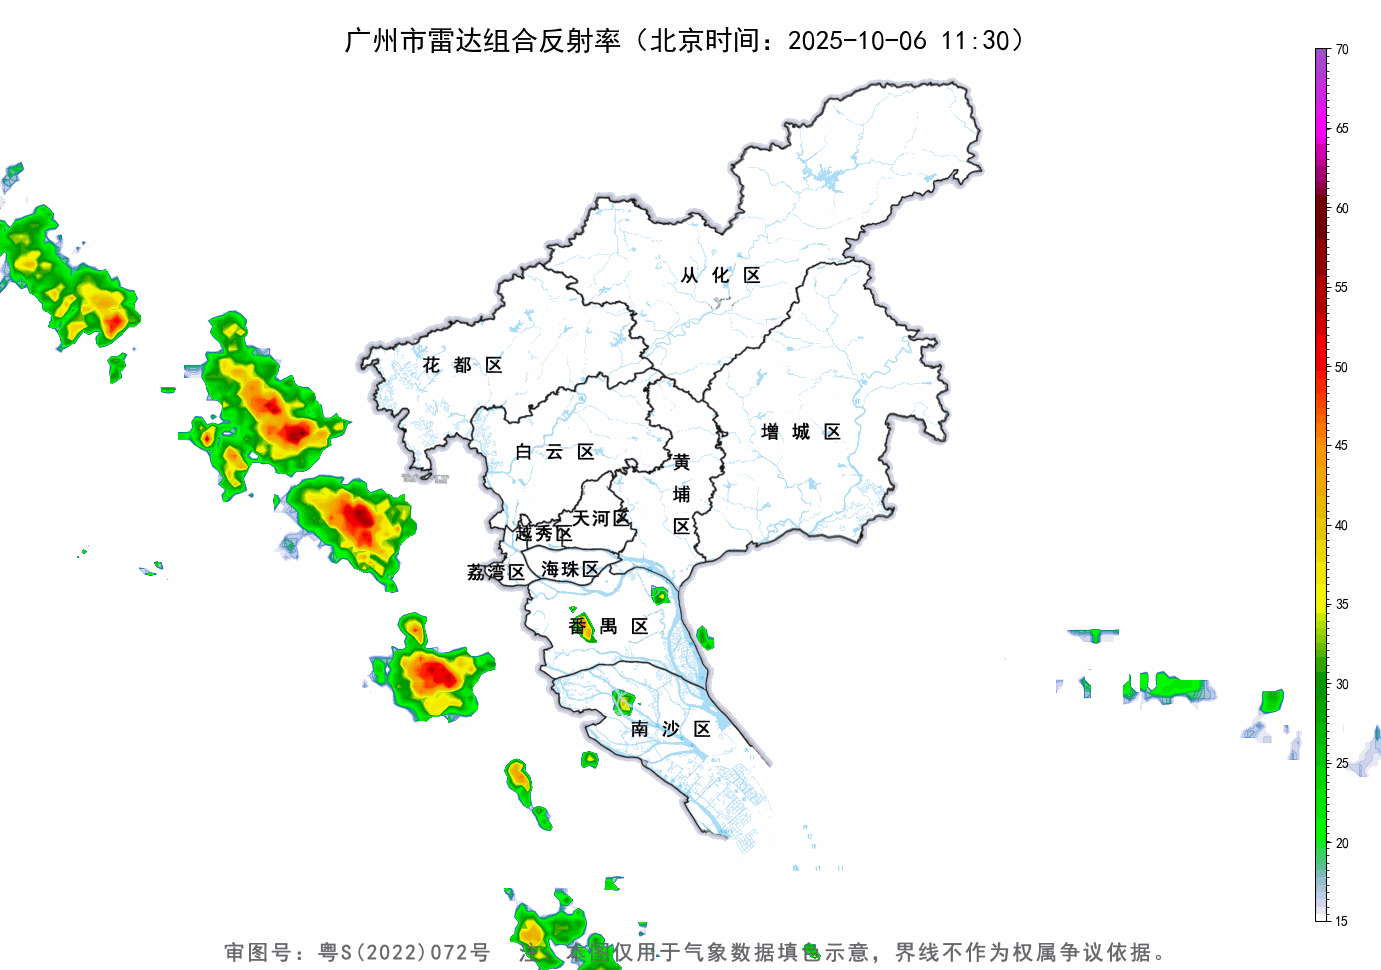 广州市雷达组合反射率（北京时间：2025-10-06 11:30）
70
65
60
55
50
45
40
35
30
25
20
15
从化区
花都区
增城区
白云区
黄埔区
天河区
越秀区
荔湾区
海珠区
番禺区
南沙区
审图号：粤S(2022)072号 注：本图仅用于气象数据填色示意，界线不作为权属争议依据。